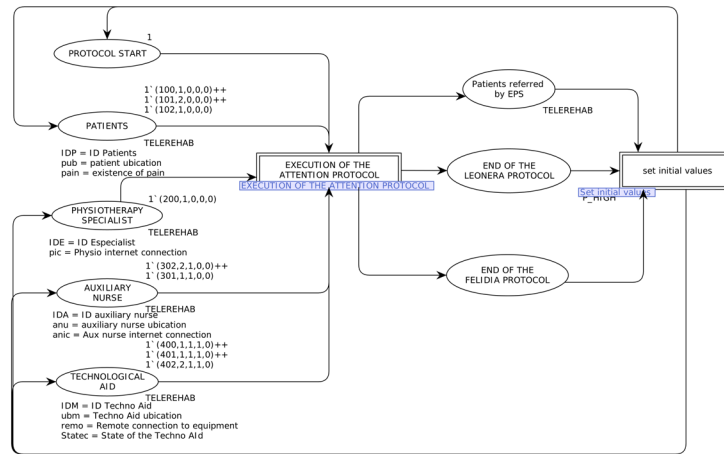 1
PROTOCOL START
1`(100,1,0,0,0)++
1`(101,2,0,0,0)++
1`(102,1,0,0,0)
PATIENTS
TELEREHAB
IDP = ID Patients
pub = patient ubication
pain = existence of pain
EXECUTION OF THE
ATTENTION PROTOCOL
EXECUTION OF THE ATTENTION PROTOCOL
1`(200,1,0,0,0)
PHYSIOTHERAPY
SPECIALIST
TELEREHAB
IDE = ID Especialist
pic = Physio internet connection
1`(302,2,1,0,0)++
1`(301,1,1,0,0)
AUXILIARY
NURSE
TELEREHAB
IDA = ID auxiliary nurse
anu = auxiliary nurse ubication
anic = Aux nurse internet connection
1`(400,1,1,1,0)++
1`(401,1,1,1,0)++
1`(402,2,1,1,0)
TECHNOLOGICAL
AID
TELEREHAB
IDM = ID Techno Aid
ubm = Techno Aid ubication
remo = Remote connection to equipment
Statec = State of the Techno AId
Patients referred
by EPS
TELEREHAB
END OF THE
LEONERA PROTOCOL
END OF THE
FELIDIA PROTOCOL
set initial values
Set initial values
P_HIGH